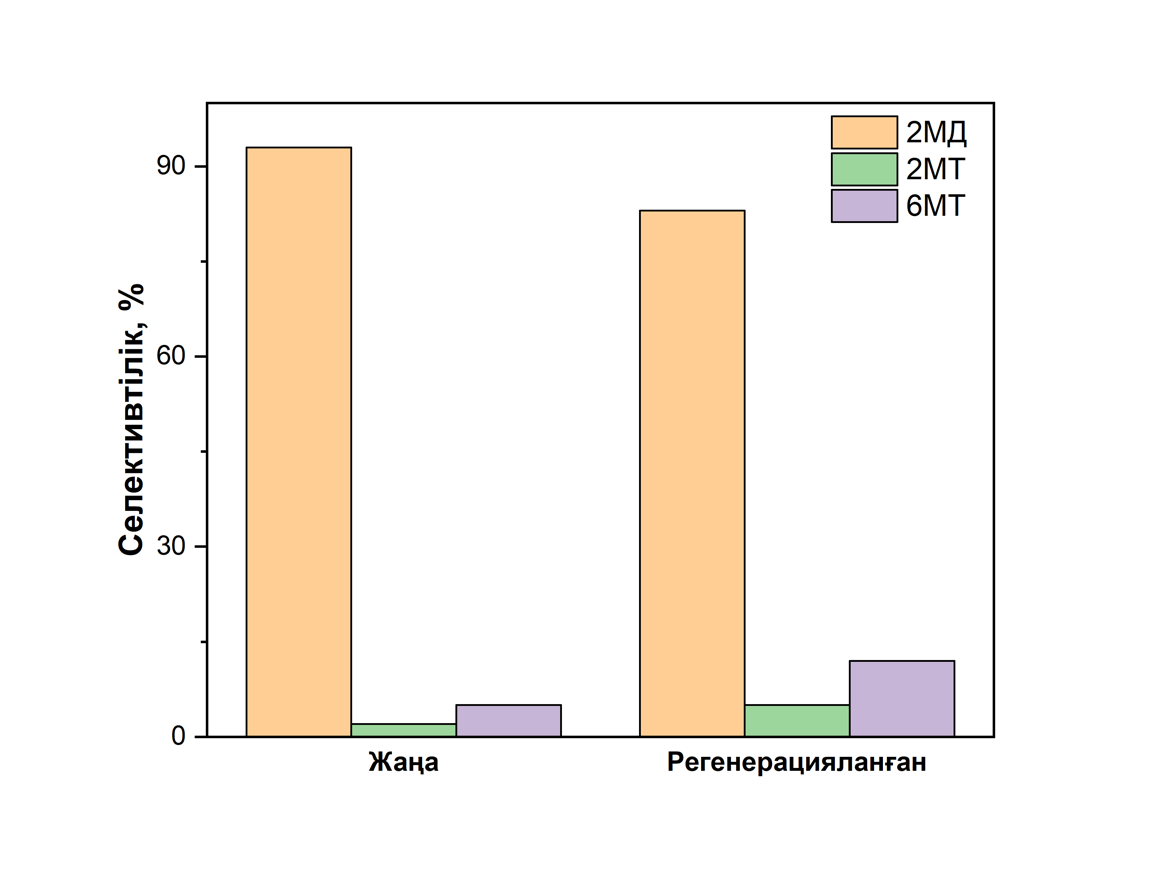 2МД
2МТ
6МТ
Селективтілік, %
90
60
30
0
Жаңа
Регенерацияланған